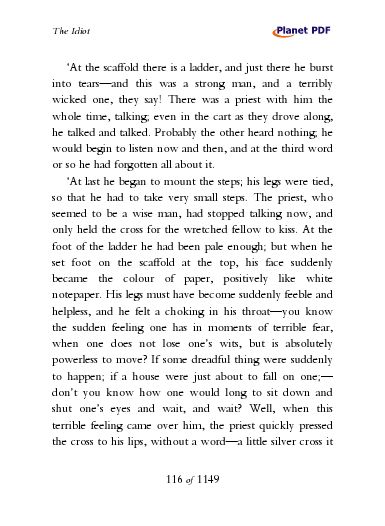 The Idiot
Planet PDF
‘At the scaffold there is a ladder, and just there he burst
into tears—and this was a strong man, and a terribly
wicked one, they say! There was a priest with him the
whole time, talking; even in the cart as they drove along,
he talked and talked. Probably the other heard nothing; he
would begin to listen now and then, and at the third word
or so he had forgotten all about it.
‘At last he began to mount the steps; his legs were tied,
so that he had to take very small steps. The priest, who
seemed to be a wise man, had stopped talking now, and
only held the cross for the wretched fellow to kiss. At the
foot of the ladder he had been pale enough; but when he
set foot on the scaffold at the top, his face suddenly
became the colour of paper, positively like white
notepaper. His legs must have become suddenly feeble and
helpless, and he felt a choking in his throat—you know
the sudden feeling one has in moments of terrible fear,
when one does not lose one’s wits, but is absolutely
powerless to move? If some dreadful thing were suddenly
to happen; if a house were just about to fall on one;—
don’t you know how one would long to sit down and
shut one’s eyes and wait, and wait? Well, when this
terrible feeling came over him, the priest quickly pressed
the cross to his lips, without a word—a little silver cross it
116 of 1149